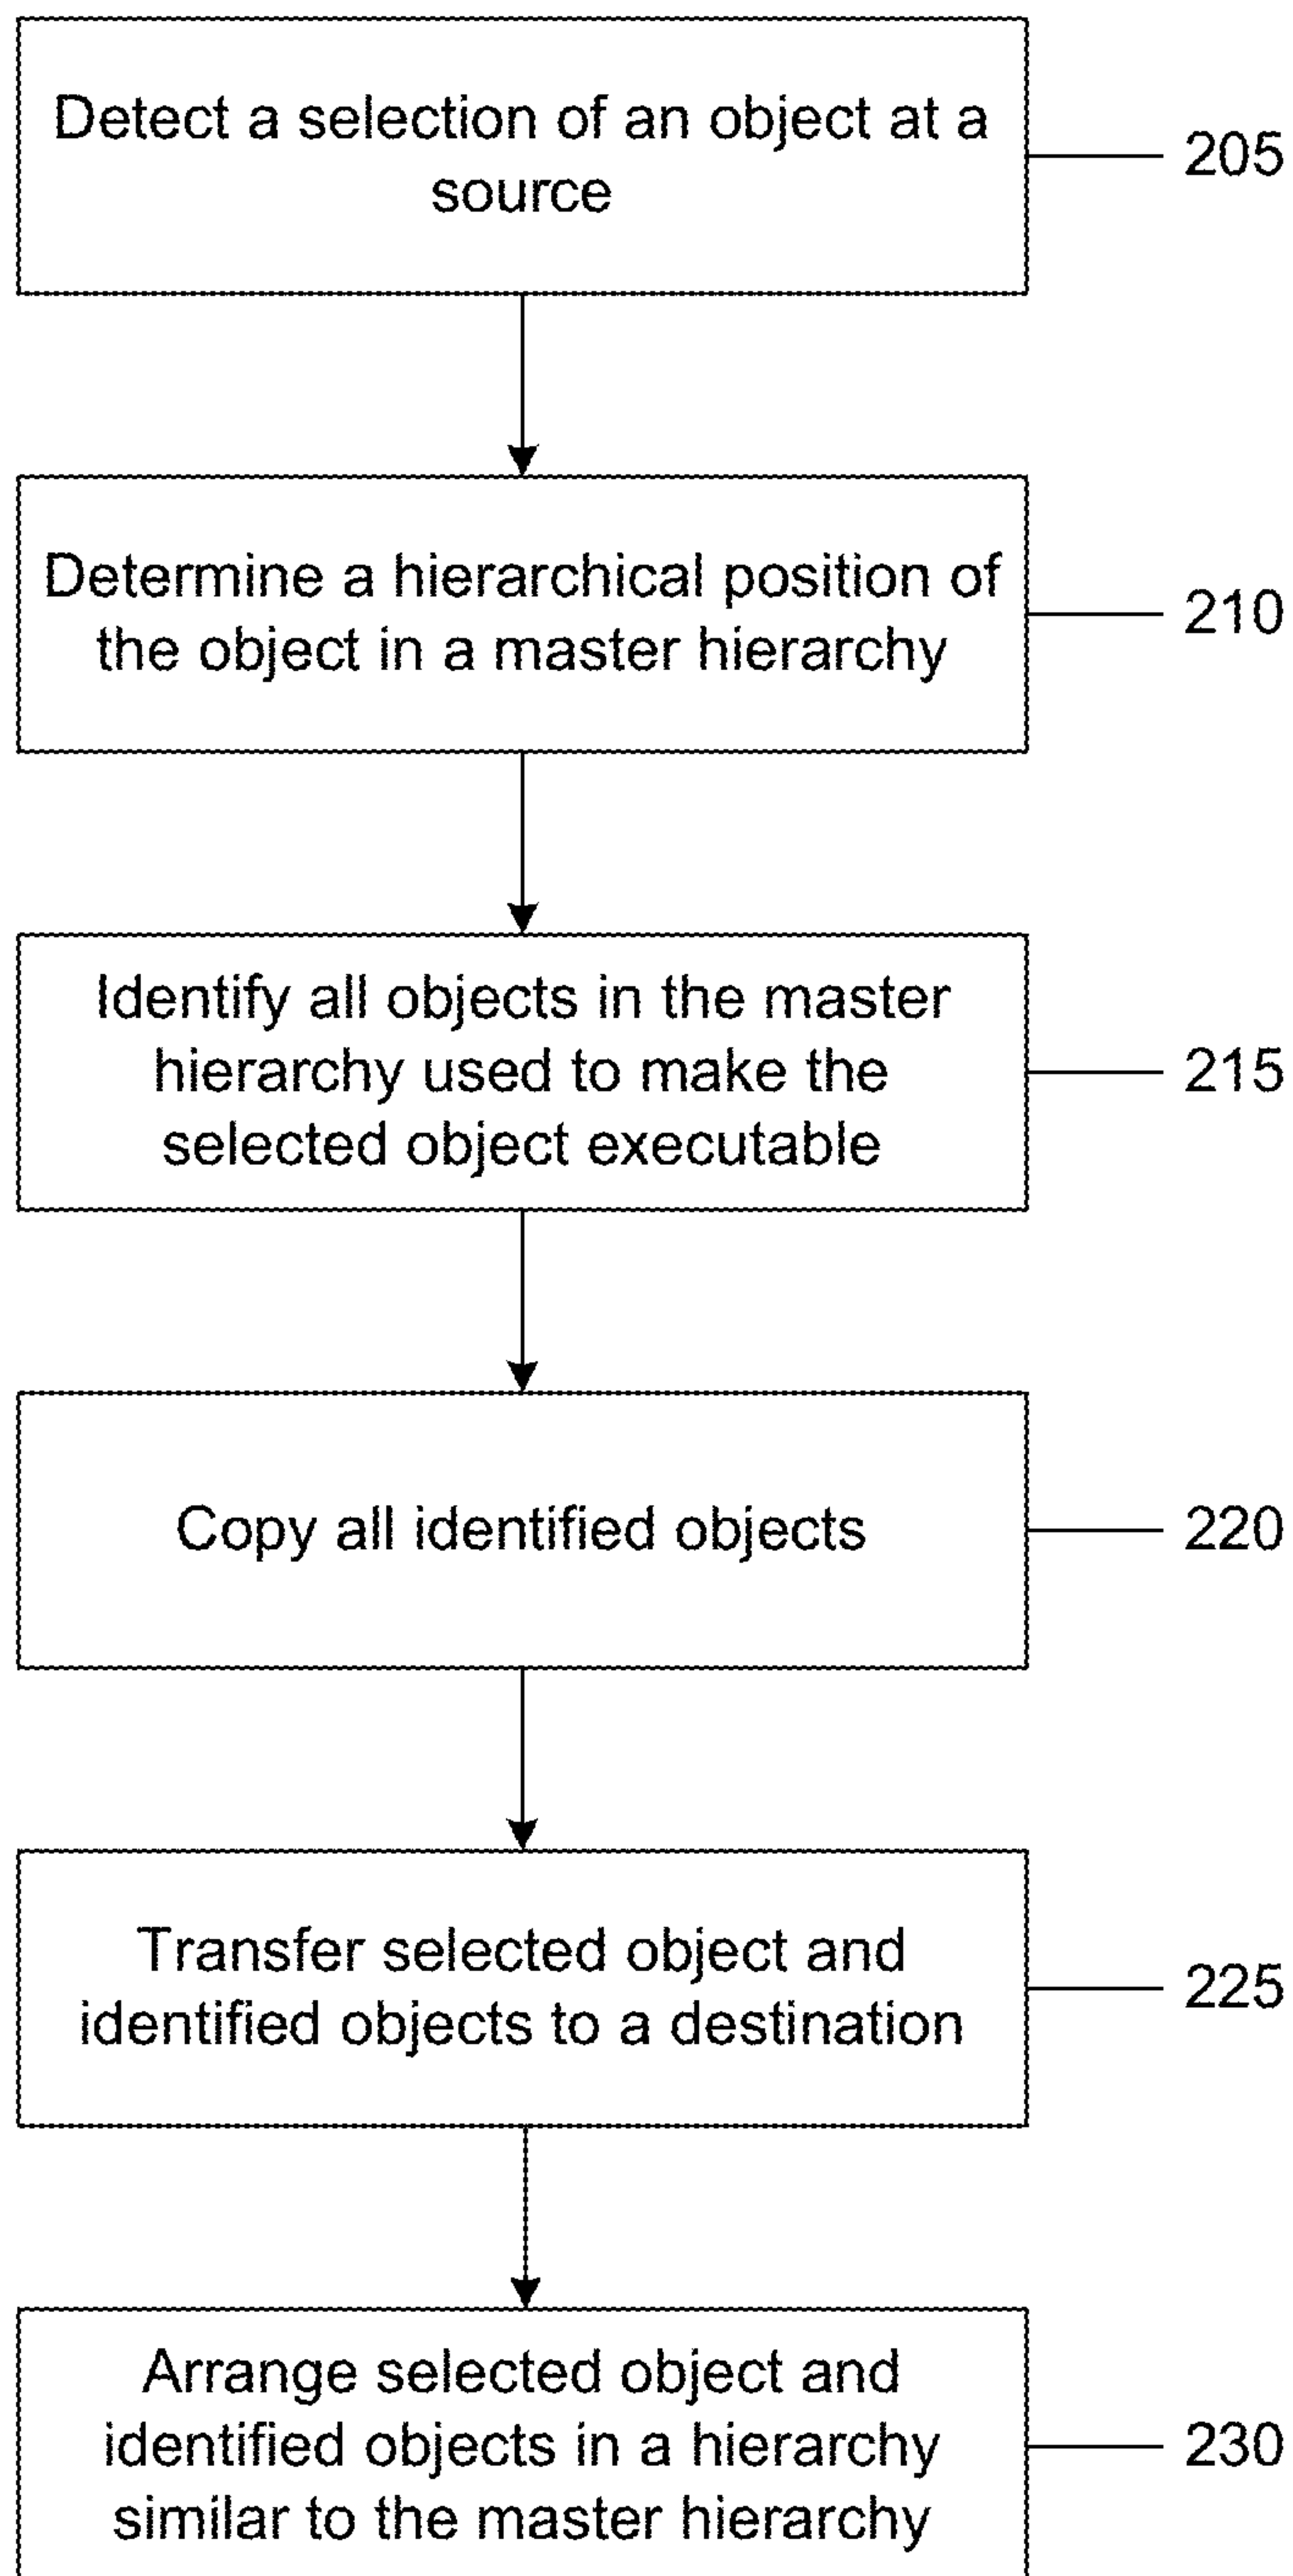 Detect a selection of an object at a
source
205
Determine a hierarchical position of
the object in a master hierarchy
210
Identify all objects in the master
hierarchy used to make the
selected object executable
215
Copy all identified objects
220
Transfer selected object and
identified objects to a destination
225
Arrange selected object and
identified objects in a hierarchy
similar to the master hierarchy
230